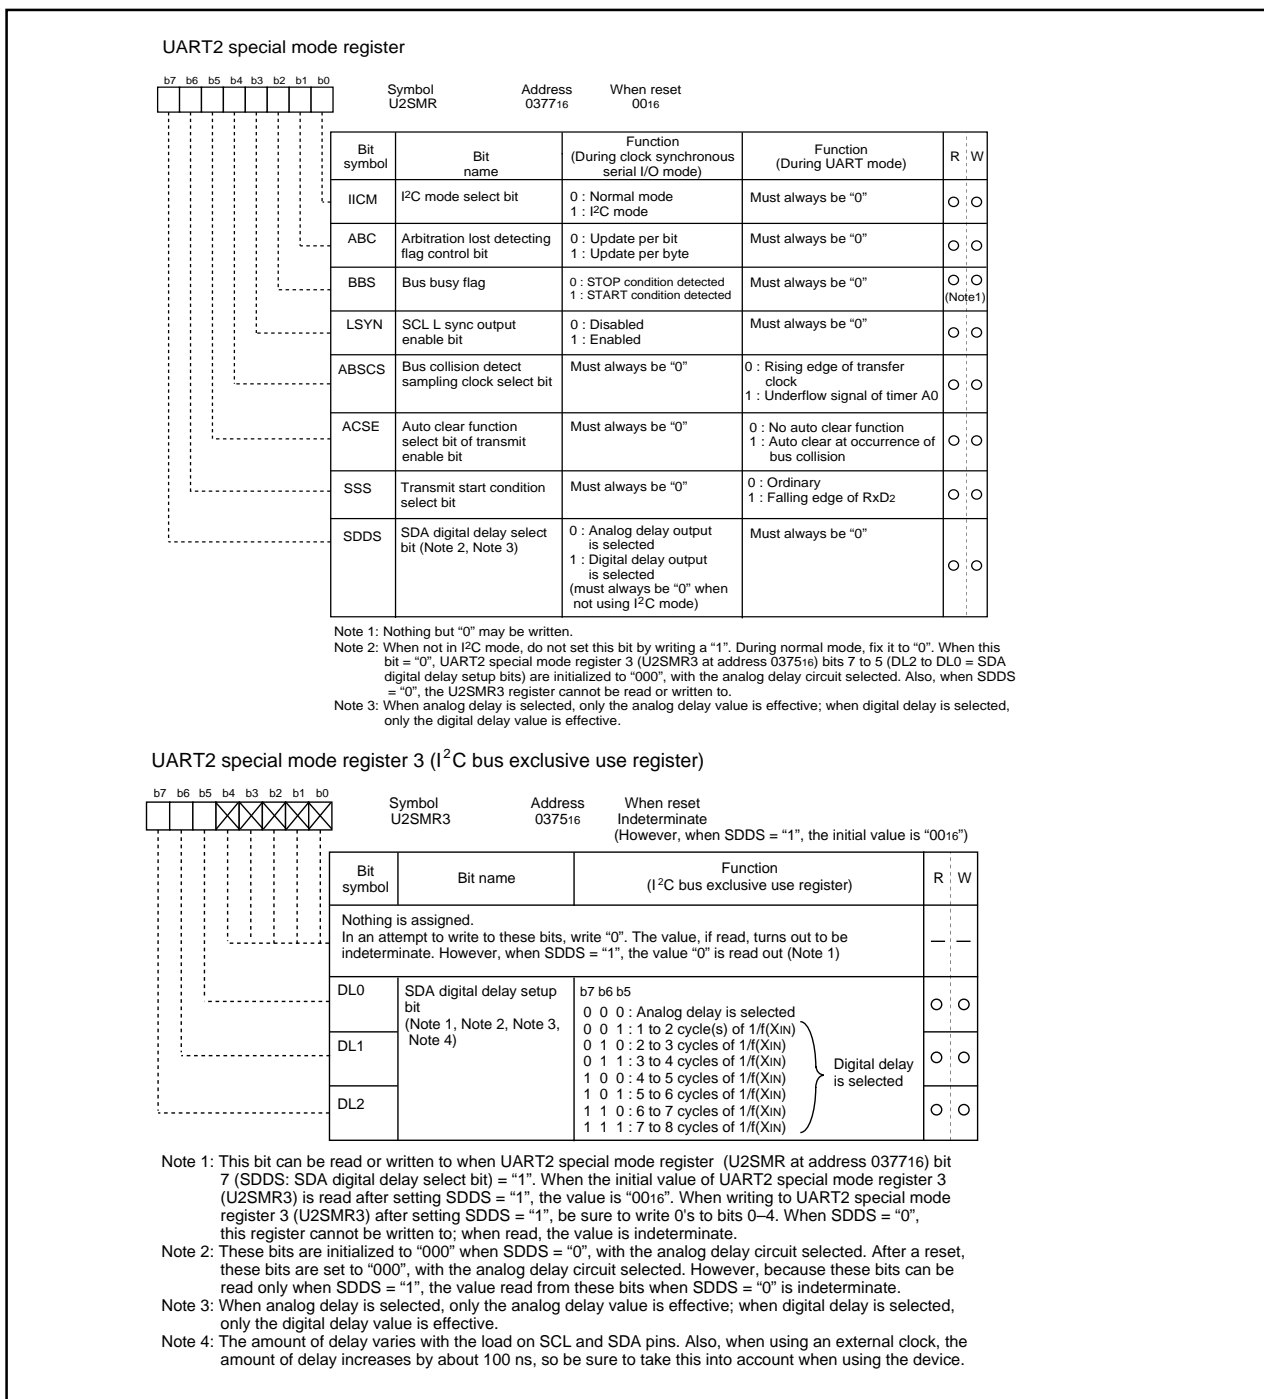 UART2 special mode register
b7 b6 b5 b4 b3 b2 b1 b0
Symbol Address When reset
U2SMR 037716 0016
Bit symbol Bit name Function (During clock synchronous serial I/O mode) Function (During UART mode) R W
IICM I2C mode select bit 0 : Normal mode Must always be “0”
1 : I2C mode
ABC Arbitration lost detecting 0 : Update per bit Must always be “0”
flag control bit 1 : Update per byte
BBS Bus busy flag 0 : STOP condition detected Must always be “0”
1 : START condition detected (Note1)
LSYN SCL L sync output 0 : Disabled Must always be “0”
enable bit 1 : Enabled
ABSCS Bus collision detect Must always be “0” 0 : Rising edge of transfer
sampling clock select bit clock
1 : Underflow signal of timer A0
ACSE Auto clear function Must always be “0” 0 : No auto clear function
select bit of transmit 1 : Auto clear at occurrence of
enable bit bus collision
SSS Transmit start condition Must always be “0” 0 : Ordinary
select bit 1 : Falling edge of RxD2
SDDS SDA digital delay select 0 : Analog delay output Must always be “0”
bit (Note 2, Note 3) is selected
1 : Digital delay output
is selected
(must always be “0” when
not using I2C mode)
Note 1: Nothing but “0” may be written.
Note 2: When not in I2C mode, do not set this bit by writing a “1”. During normal mode, fix it to “0”. When this
bit = “0”, UART2 special mode register 3 (U2SMR3 at address 037516) bits 7 to 5 (DL2 to DL0 = SDA
digital delay setup bits) are initialized to “000”, with the analog delay circuit selected. Also, when SDDS
= “0”, the U2SMR3 register cannot be read or written to.
Note 3: When analog delay is selected, only the analog delay value is effective; when digital delay is selected,
only the digital delay value is effective.
UART2 special mode register 3 (I2C bus exclusive use register)
b7 b6 b5 b4 b3 b2 b1 b0
Symbol Address When reset
U2SMR3 037516 Indeterminate
(However, when SDDS = “1”, the initial value is “0016”)
Bit symbol Bit name Function (I2C bus exclusive use register) R W
Nothing is assigned.
In an attempt to write to these bits, write “0”. The value, if read, turns out to be
indeterminate. However, when SDDS = “1”, the value “0” is read out (Note 1) — —
DL0 SDA digital delay setup b7 b6 b5
bit
(Note 1, Note 2, Note 3, 0 0 0 : Analog delay is selected
Note 4) 0 0 1 : 1 to 2 cycle(s) of 1/f(XIN)
DL1 0 1 0 : 2 to 3 cycles of 1/f(XIN)
0 1 1 : 3 to 4 cycles of 1/f(XIN) Digital delay
1 0 0 : 4 to 5 cycles of 1/f(XIN) is selected
1 0 1 : 5 to 6 cycles of 1/f(XIN)
DL2 1 1 0 : 6 to 7 cycles of 1/f(XIN)
1 1 1 : 7 to 8 cycles of 1/f(XIN)
Note 1: This bit can be read or written to when UART2 special mode register (U2SMR at address 037716) bit
7 (SDDS: SDA digital delay select bit) = “1”. When the initial value of UART2 special mode register 3
(U2SMR3) is read after setting SDDS = “1”, the value is “0016”. When writing to UART2 special mode
register 3 (U2SMR3) after setting SDDS = “1”, be sure to write 0's to bits 0–4. When SDDS = “0”,
this register cannot be written to; when read, the value is indeterminate.
Note 2: These bits are initialized to “000” when SDDS = “0”, with the analog delay circuit selected. After a reset,
these bits are set to “000”, with the analog delay circuit selected. However, because these bits can be
read only when SDDS = “1”, the value read from these bits when SDDS = “0” is indeterminate.
Note 3: When analog delay is selected, only the analog delay value is effective; when digital delay is selected,
only the digital delay value is effective.
Note 4: The amount of delay varies with the load on SCL and SDA pins. Also, when using an external clock, the
amount of delay increases by about 100 ns, so be sure to take this into account when using the device.